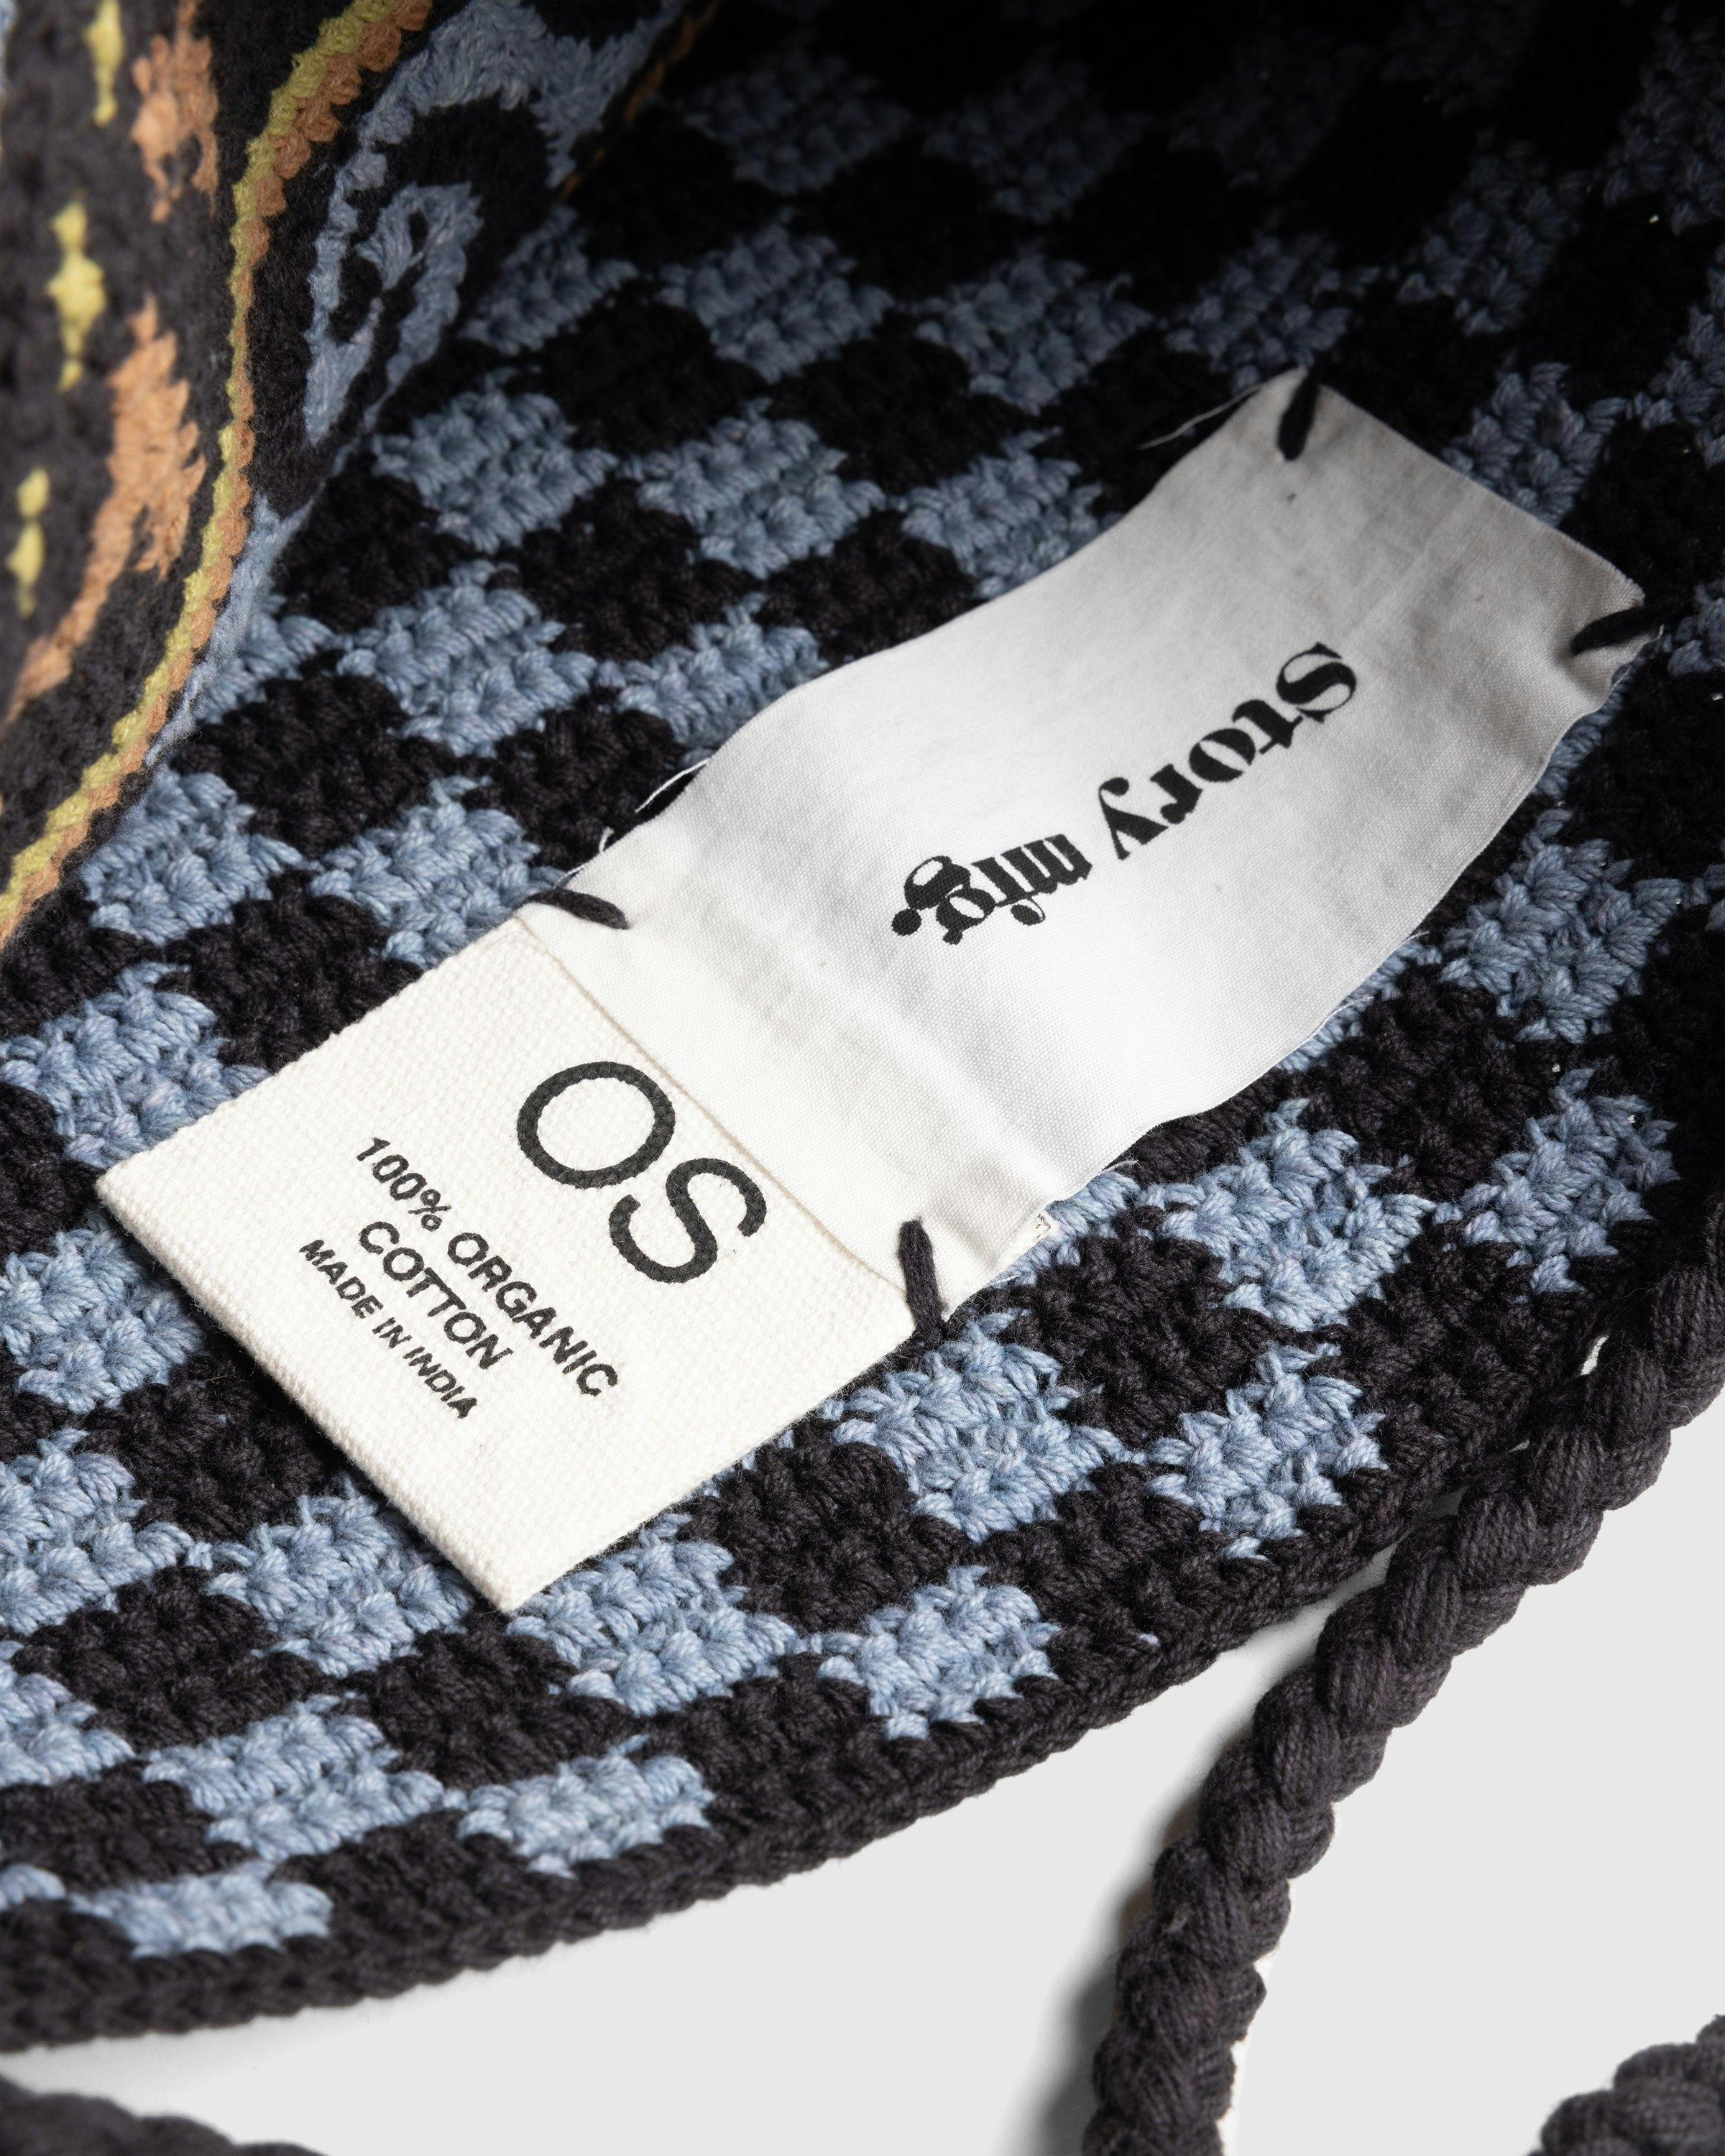 Story mfg.
OS
100% ORGANIC
COTTON
MADE IN INDIA